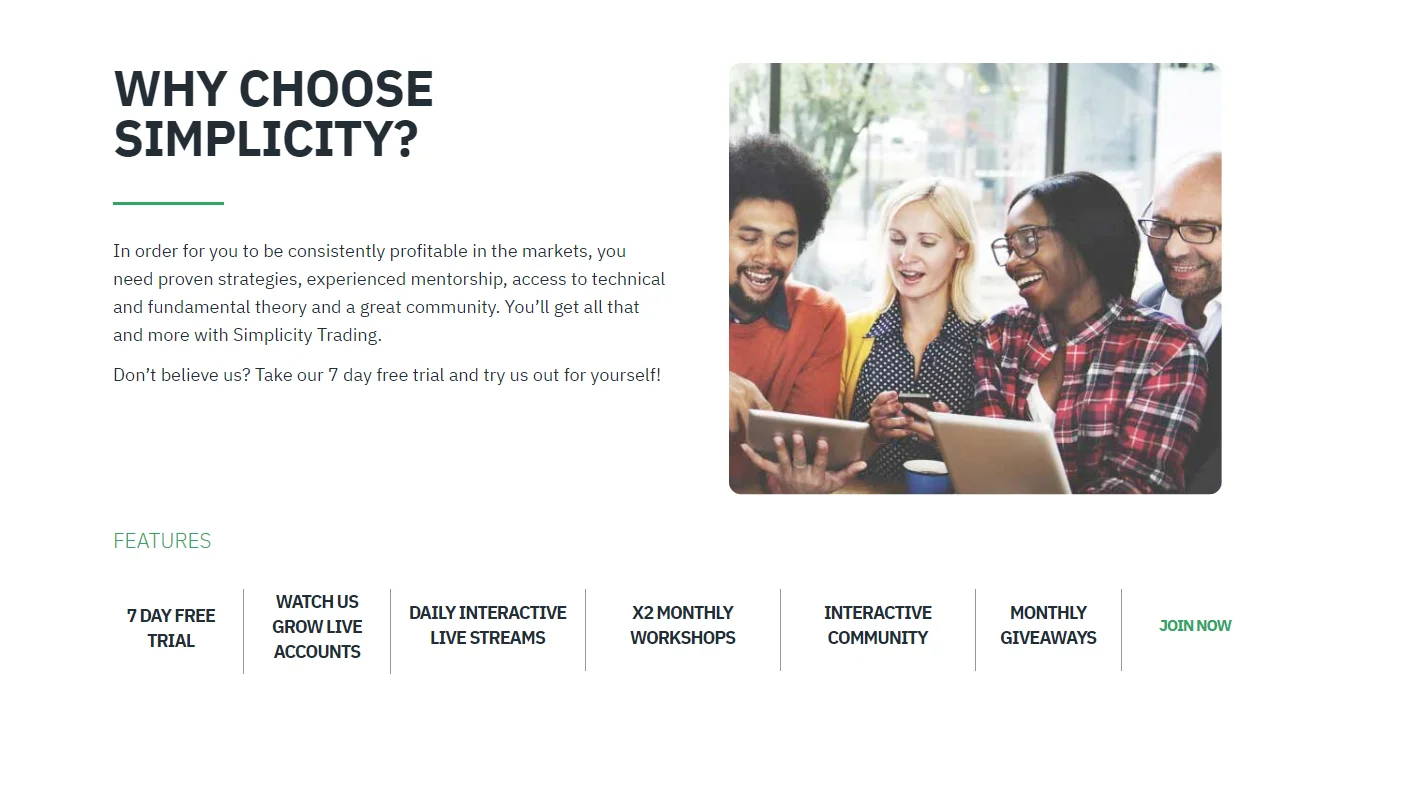 WHY CHOOSE
SIMPLICITY?
In order for you to be consistently profitable in the markets, you
need proven strategies, experienced mentorship, access to technical
and fundamental theory and a great community. You’ll get all that
and more with Simplicity Trading.
Don’t believe us? Take our 7 day free trial and try us out for yourself!
FEATURES
7 DAY FREE
TRIAL
WATCH US
GROW LIVE
ACCOUNTS
DAILY INTERACTIVE
LIVE STREAMS
X2 MONTHLY
WORKSHOPS
INTERACTIVE
COMMUNITY
MONTHLY
GIVEAWAYS
JOIN NOW